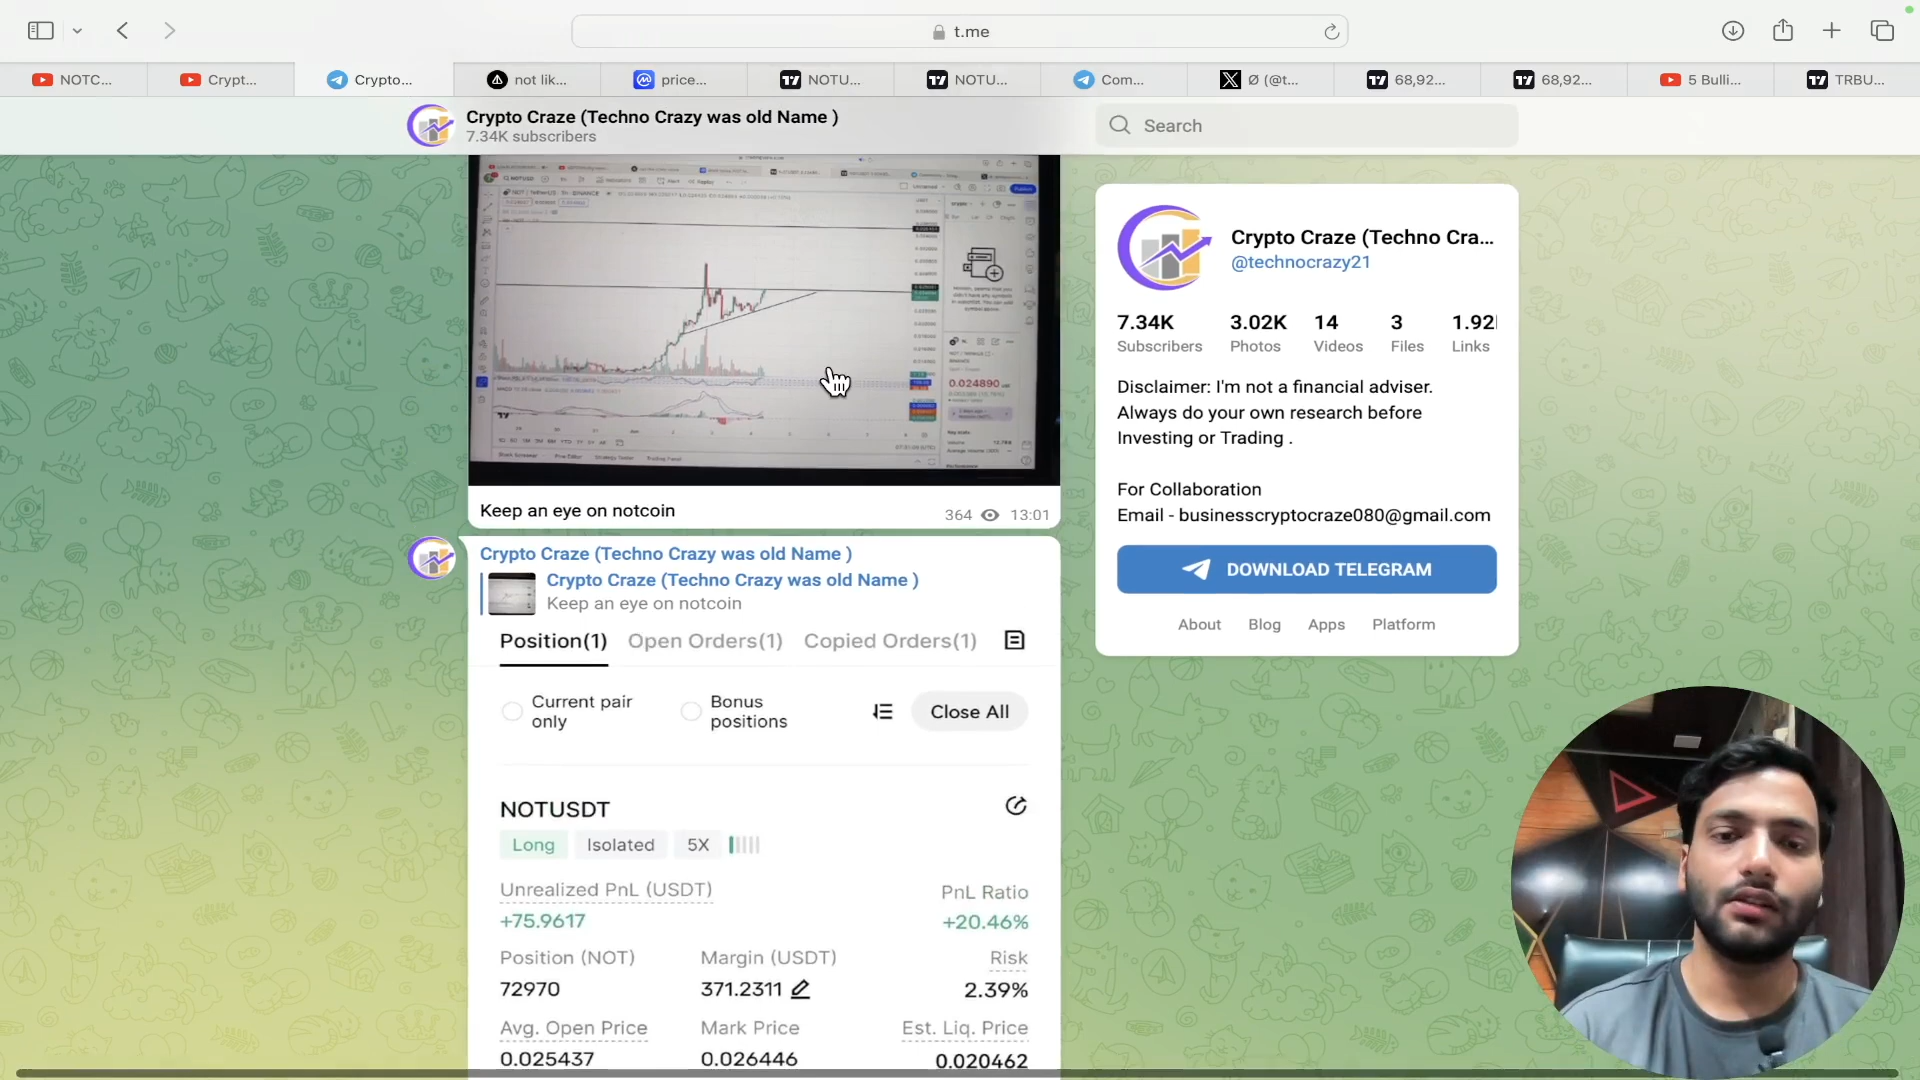 t.me
NOTC...
Crypt...
Crypto...
not lik...
price...
NOTU...
NOTU...
Com...
Ø (@t...
68,92...
68,92...
5 Bulli...
TRBU...
Crypto Craze (Techno Crazy was old Name )
7.34K subscribers
Search
0.024890
Keep an eye on notcoin
364 13:01
Crypto Craze (Techno Crazy was old Name )
Crypto Craze (Techno Crazy was old Name )
Keep an eye on notcoin
Position(1) Open Orders(1) Copied Orders(1)
Current pair only
Bonus positions
Close All
NOTUSDT
Long Isolated 5X
Unrealized PnL (USDT) PnL Ratio
+75.9617 +20.46%
Position (NOT) Margin (USDT) Risk
72970 371.2311 2.39%
Avg. Open Price Mark Price Est. Liq. Price
0.025437 0.026446 0.020462
Crypto Craze (Techno Cra...
@technocrazy21
7.34K 3.02K 14 3 1.92
Subscribers Photos Videos Files Links
Disclaimer: I'm not a financial adviser.
Always do your own research before
Investing or Trading .
For Collaboration
Email - businesscryptocraze080@gmail.com
DOWNLOAD TELEGRAM
About Blog Apps Platform